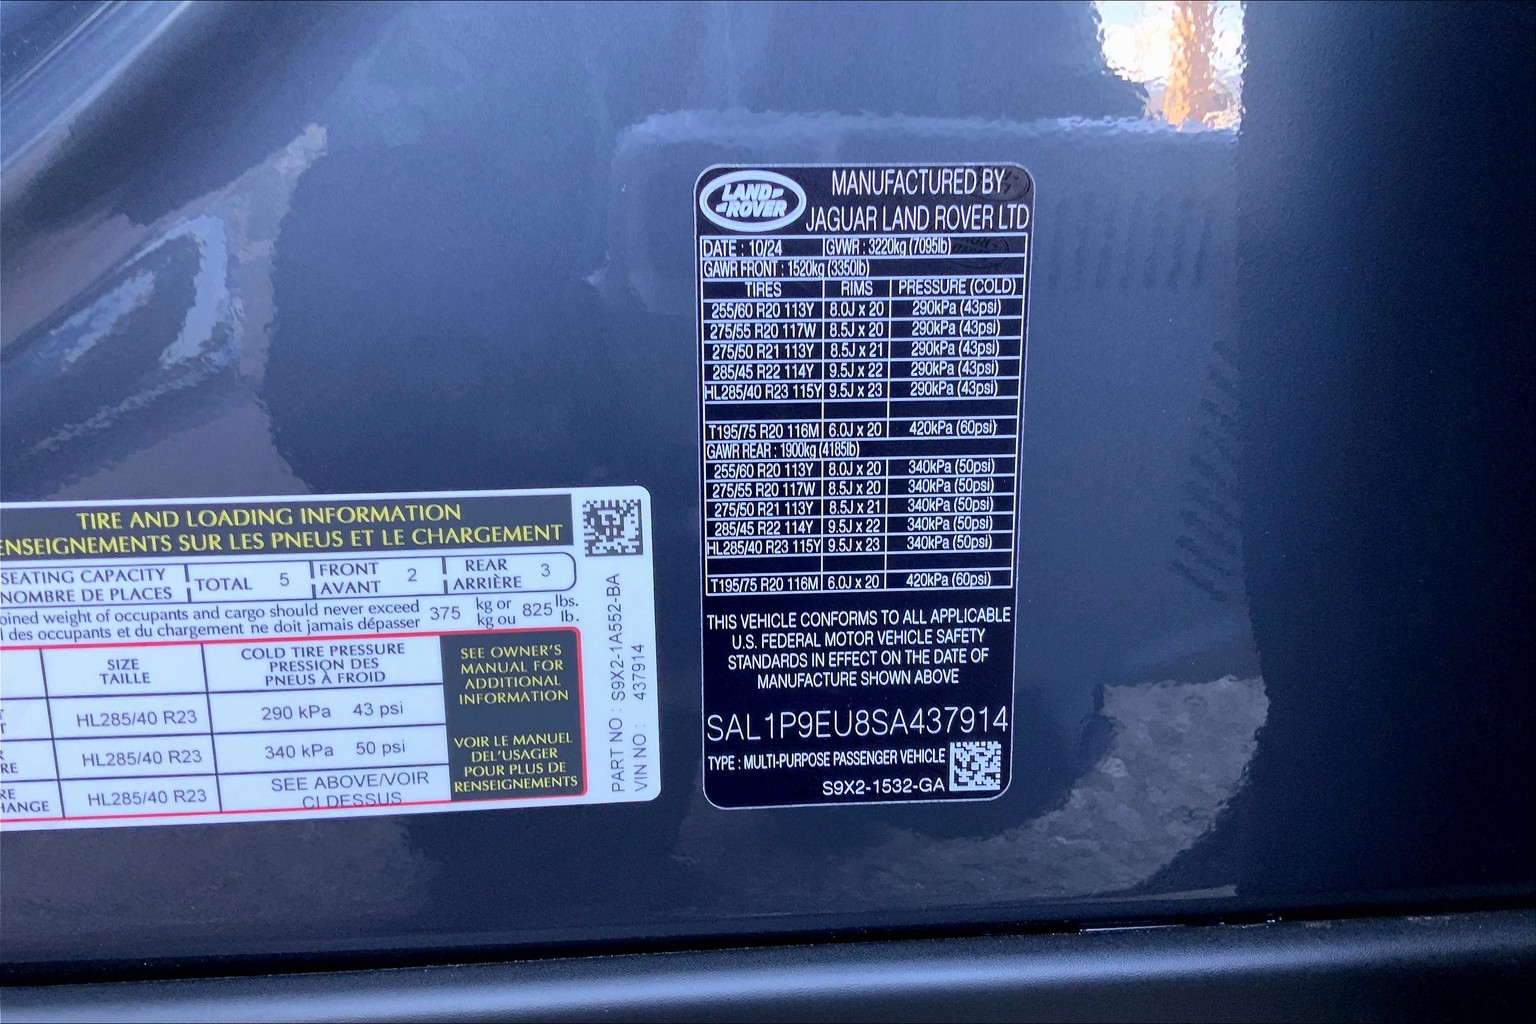 LAND
ROVER
MANUFACTURED BY
JAGUAR LAND ROVER LTD
DATE : 10/24 GVWR : 3220kg (7095lb)
GAWR FRONT : 1520kg (3350lb)
TIRES RIMS PRESSURE (COLD)
255/60 R20 113Y 8.0J x 20 290kPa (43psi)
275/55 R20 117W 8.5J x 20 290kPa (43psi)
275/50 R21 113Y 8.5J x 21 290kPa (43psi)
285/45 R22 114Y 9.5J x 22 290kPa (43psi)
HL285/40 R23 115Y 9.5J x 23 290kPa (43psi)
T195/75 R20 116M 6.0J x 20 420kPa (60psi)
GAWR REAR : 1900kg (4185lb)
255/60 R20 113Y 8.0J x 20 340kPa (50psi)
275/55 R20 117W 8.5J x 20 340kPa (50psi)
275/50 R21 113Y 8.5J x 21 340kPa (50psi)
285/45 R22 114Y 9.5J x 22 340kPa (50psi)
HL285/40 R23 115Y 9.5J x 23 340kPa (50psi)
T195/75 R20 116M 6.0J x 20 420kPa (60psi)
THIS VEHICLE CONFORMS TO ALL APPLICABLE
U.S. FEDERAL MOTOR VEHICLE SAFETY
STANDARDS IN EFFECT ON THE DATE OF
MANUFACTURE SHOWN ABOVE
SAL1P9EU8SA437914
TYPE : MULTI-PURPOSE PASSENGER VEHICLE
S9X2-1532-GA
TIRE AND LOADING INFORMATION
ENSEIGNEMENTS SUR LES PNEUS ET LE CHARGEMENT
SEATING CAPACITY
NOMBRE DE PLACES
TOTAL 5
FRONT
AVANT
2
REAR
ARRIÈRE
3
oined weight of occupants and cargo should never exceed
l des occupants et du chargement ne doit jamais dépasser
375
kg or
kg ou
825
lbs.
lb.
SIZE
TAILLE
COLD TIRE PRESSURE
PRESSION DES
PNEUS À FROID
T
HL285/40 R23 290 kPa 43 psi
R
RE
HL285/40 R23 340 kPa 50 psi
RE
HANGE
HL285/40 R23
SEE ABOVE/VOIR
CI DESSUS
SEE OWNER'S
MANUAL FOR
ADDITIONAL
INFORMATION
VOIR LE MANUEL
DEL'USAGER
POUR PLUS DE
RENSEIGNEMENTS
PART NO : S9X2-1A552-BA
VIN NO : 437914